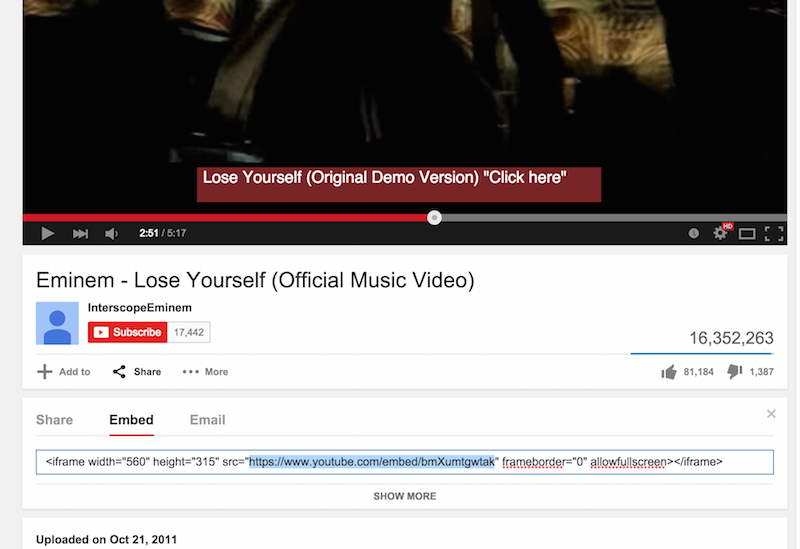 Lose Yourself (Original Demo Version) "Click here"
2:51 / 5:17
HD
Eminem - Lose Yourself (Official Music Video)
InterscopeEminem
Subscribe 17,442
16,352,263
Add to Share More 81,184 1,387
Share Embed Email
<iframe width="560" height="315" src="https://www.youtube.com/embed/bmXumtgwtak" frameborder="0" allowfullscreen></iframe>
SHOW MORE
Uploaded on Oct 21, 2011